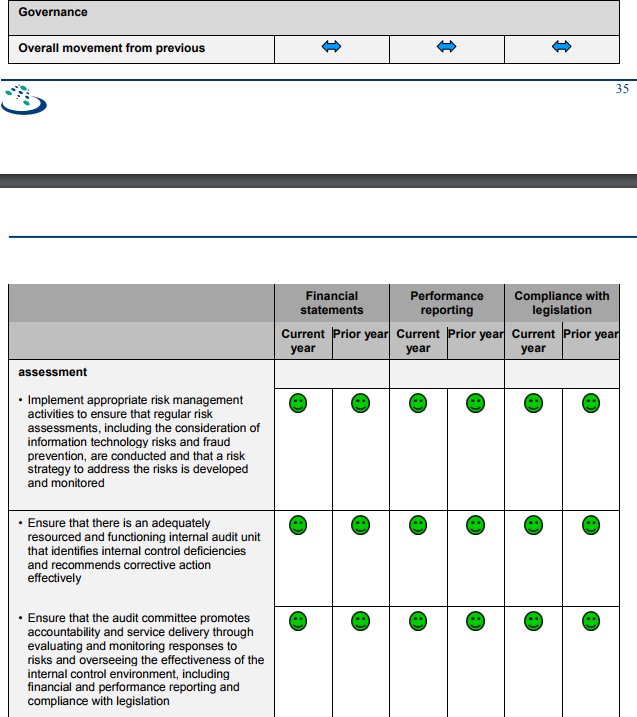 Governance
Overall movement from previous
35
Financial statements
Performance reporting
Compliance with legislation
Current year
Prior year
Current year
Prior year
Current year
Prior year
assessment
• Implement appropriate risk management
activities to ensure that regular risk
assessments, including the consideration of
information technology risks and fraud
prevention, are conducted and that a risk
strategy to address the risks is developed
and monitored
• Ensure that there is an adequately
resourced and functioning internal audit unit
that identifies internal control deficiencies
and recommends corrective action
effectively
• Ensure that the audit committee promotes
accountability and service delivery through
evaluating and monitoring responses to
risks and overseeing the effectiveness of the
internal control environment, including
financial and performance reporting and
compliance with legislation